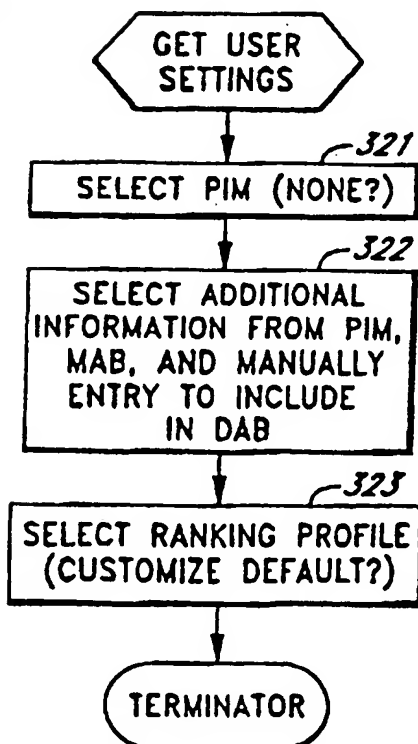 GET USER
SETTINGS
321
SELECT PIM (NONE?)
322
SELECT ADDITIONAL
INFORMATION FROM PIM,
MAB, AND MANUALLY
ENTRY TO INCLUDE
IN DAB
323
SELECT RANKING PROFILE
(CUSTOMIZE DEFAULT?)
TERMINATOR